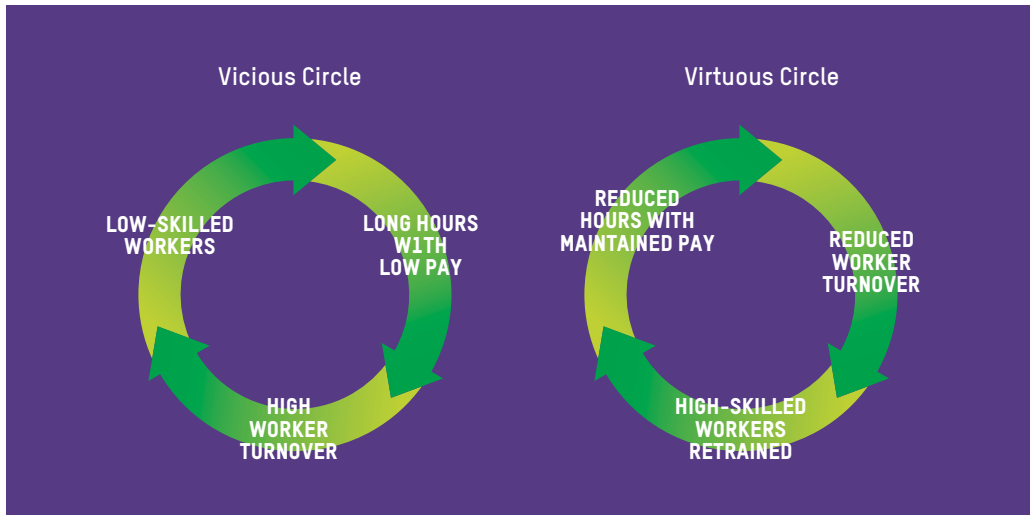 Vicious Circle
LOW-SKILLED
WORKERS
LONG HOURS
W1TH
LOW PAY
HIGH
WORKER
TURNOVER
Virtuous Circle
REDUCED
HOURS WITH
MAINTAINED PAY
REDUCED
WORKER
TURNOVER
HIGH-SKILLED
WORKERS
RETRAINED